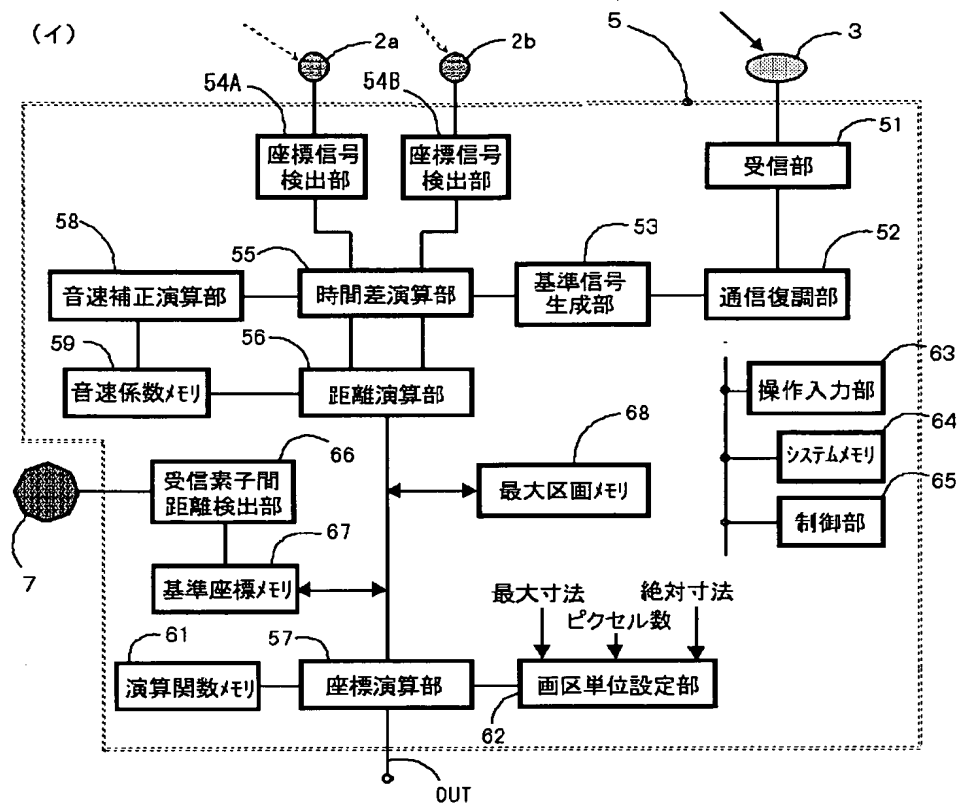 (イ)
2a
2b
5
3
54A
54B
51
座標信号
検出部
座標信号
検出部
受信部
58
55
53
52
音速補正演算部
時間差演算部
基準信号
生成部
通信復調部
59
56
63
音速係数メモリ
距離演算部
操作入力部
68
64
66
システムメモリ
受信素子間
距離検出部
最大区画メモリ
65
制御部
67
7
基準座標メモリ
最大寸法
絶対寸法
ピクセル数
61
57
演算関数メモリ
座標演算部
画区単位設定部
62
OUT